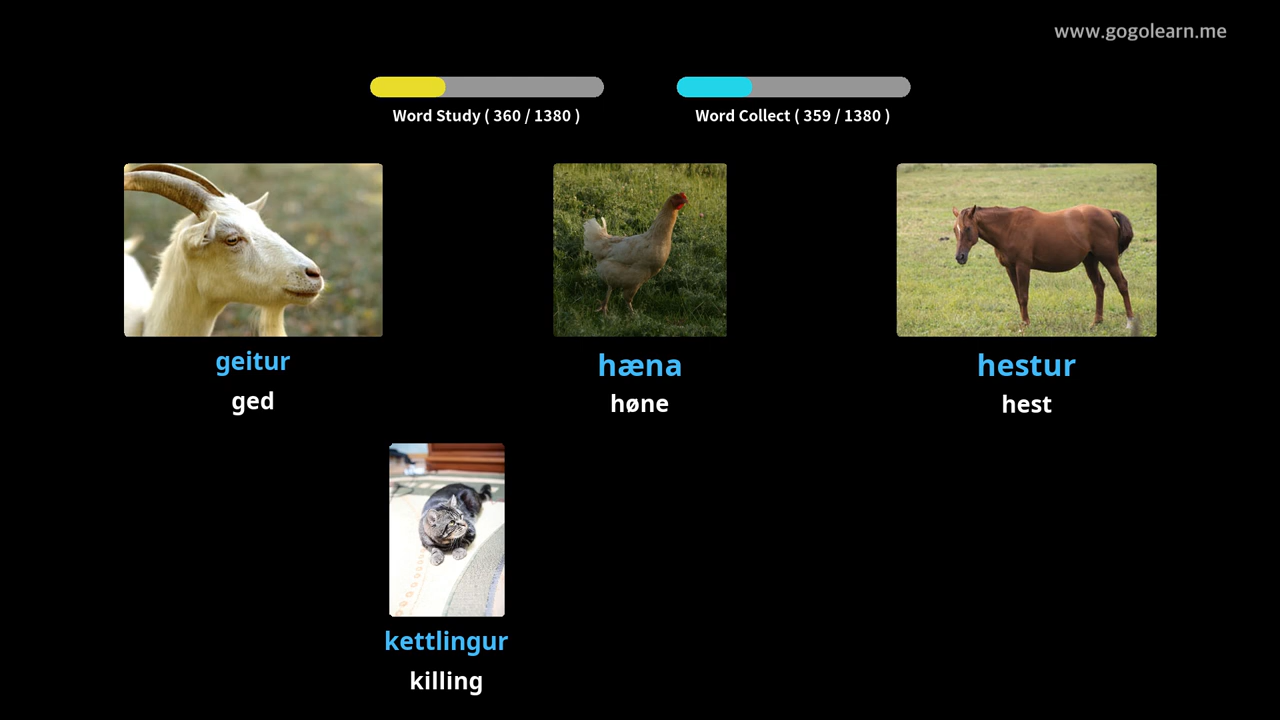 www.gogolearn.me
Word Study ( 360 / 1380 )
Word Collect ( 359 / 1380 )
geitur
ged
hæna
høne
hestur
hest
kettlingur
killing